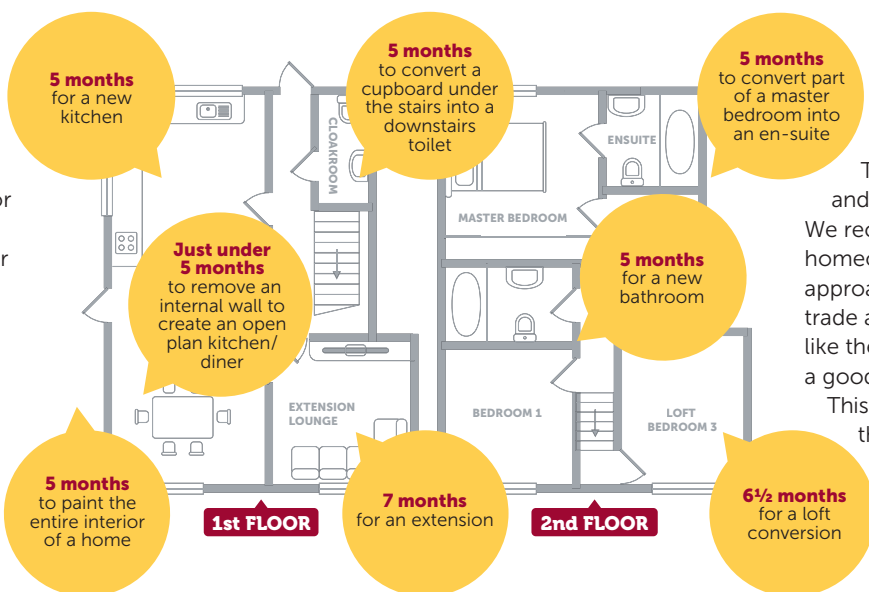 5 months
for a new
kitchen
5 months
to convert a
cupboard under
the stairs into a
downstairs
toilet
5 months
to convert part
of a master
bedroom into
an en-suite
CLOAKROOM
ENSUITE
MASTER BEDROOM
or
r
Just under
5 months
to remove an
internal wall to
create an open
plan kitchen/
diner
5 months
for a new
bathroom
T
and
We rec
homeo
approa
trade a
like the
a good
This
th
EXTENSION
LOUNGE
BEDROOM 1
LOFT
BEDROOM 3
5 months
to paint the
entire interior
of a home
1st FLOOR
7 months
for an extension
2nd FLOOR
6½ months
for a loft
conversion